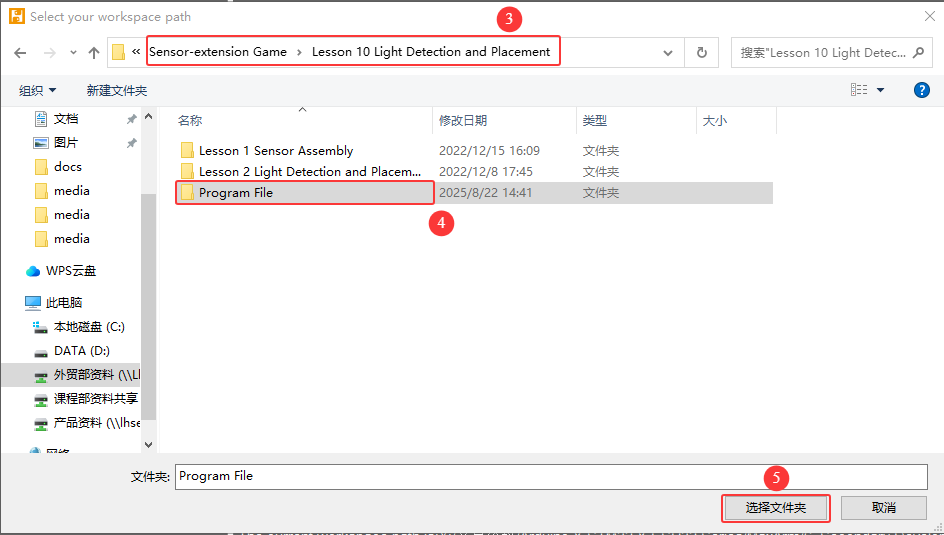 Select your workspace path
3
« Sensor-extension Game › Lesson 10 Light Detection and Placement
搜索"Lesson 10 Light Detec...
组织
新建文件夹
名称
修改日期
类型
大小
文档
图片
docs
media
media
media
WPS云盘
此电脑
本地磁盘 (C:)
DATA (D:)
外贸部资料 (\\Ll
课程部资料共享
产品资料 (\\lhse
网络
Lesson 1 Sensor Assembly 2022/12/15 16:09 文件夹
Lesson 2 Light Detection and Placem... 2022/12/8 17:45 文件夹
Program File 2025/8/22 14:41 文件夹
4
文件夹: Program File
5
选择文件夹
取消